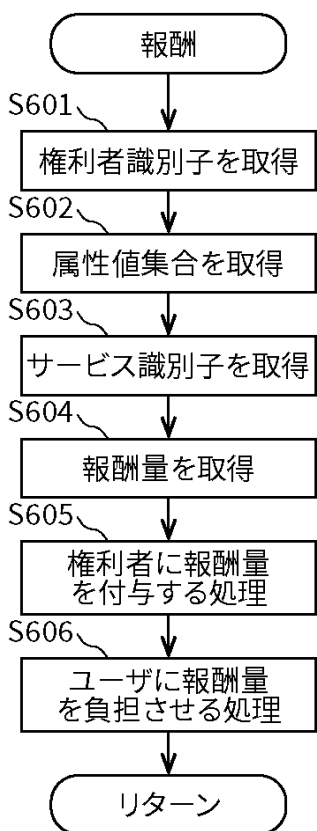 報酬
S601
権利者識別子を取得
S602
属性値集合を取得
S603
サービス識別子を取得
S604
報酬量を取得
S605
権利者に報酬量
を付与する処理
S606
ユーザに報酬量
を負担させる処理
リターン